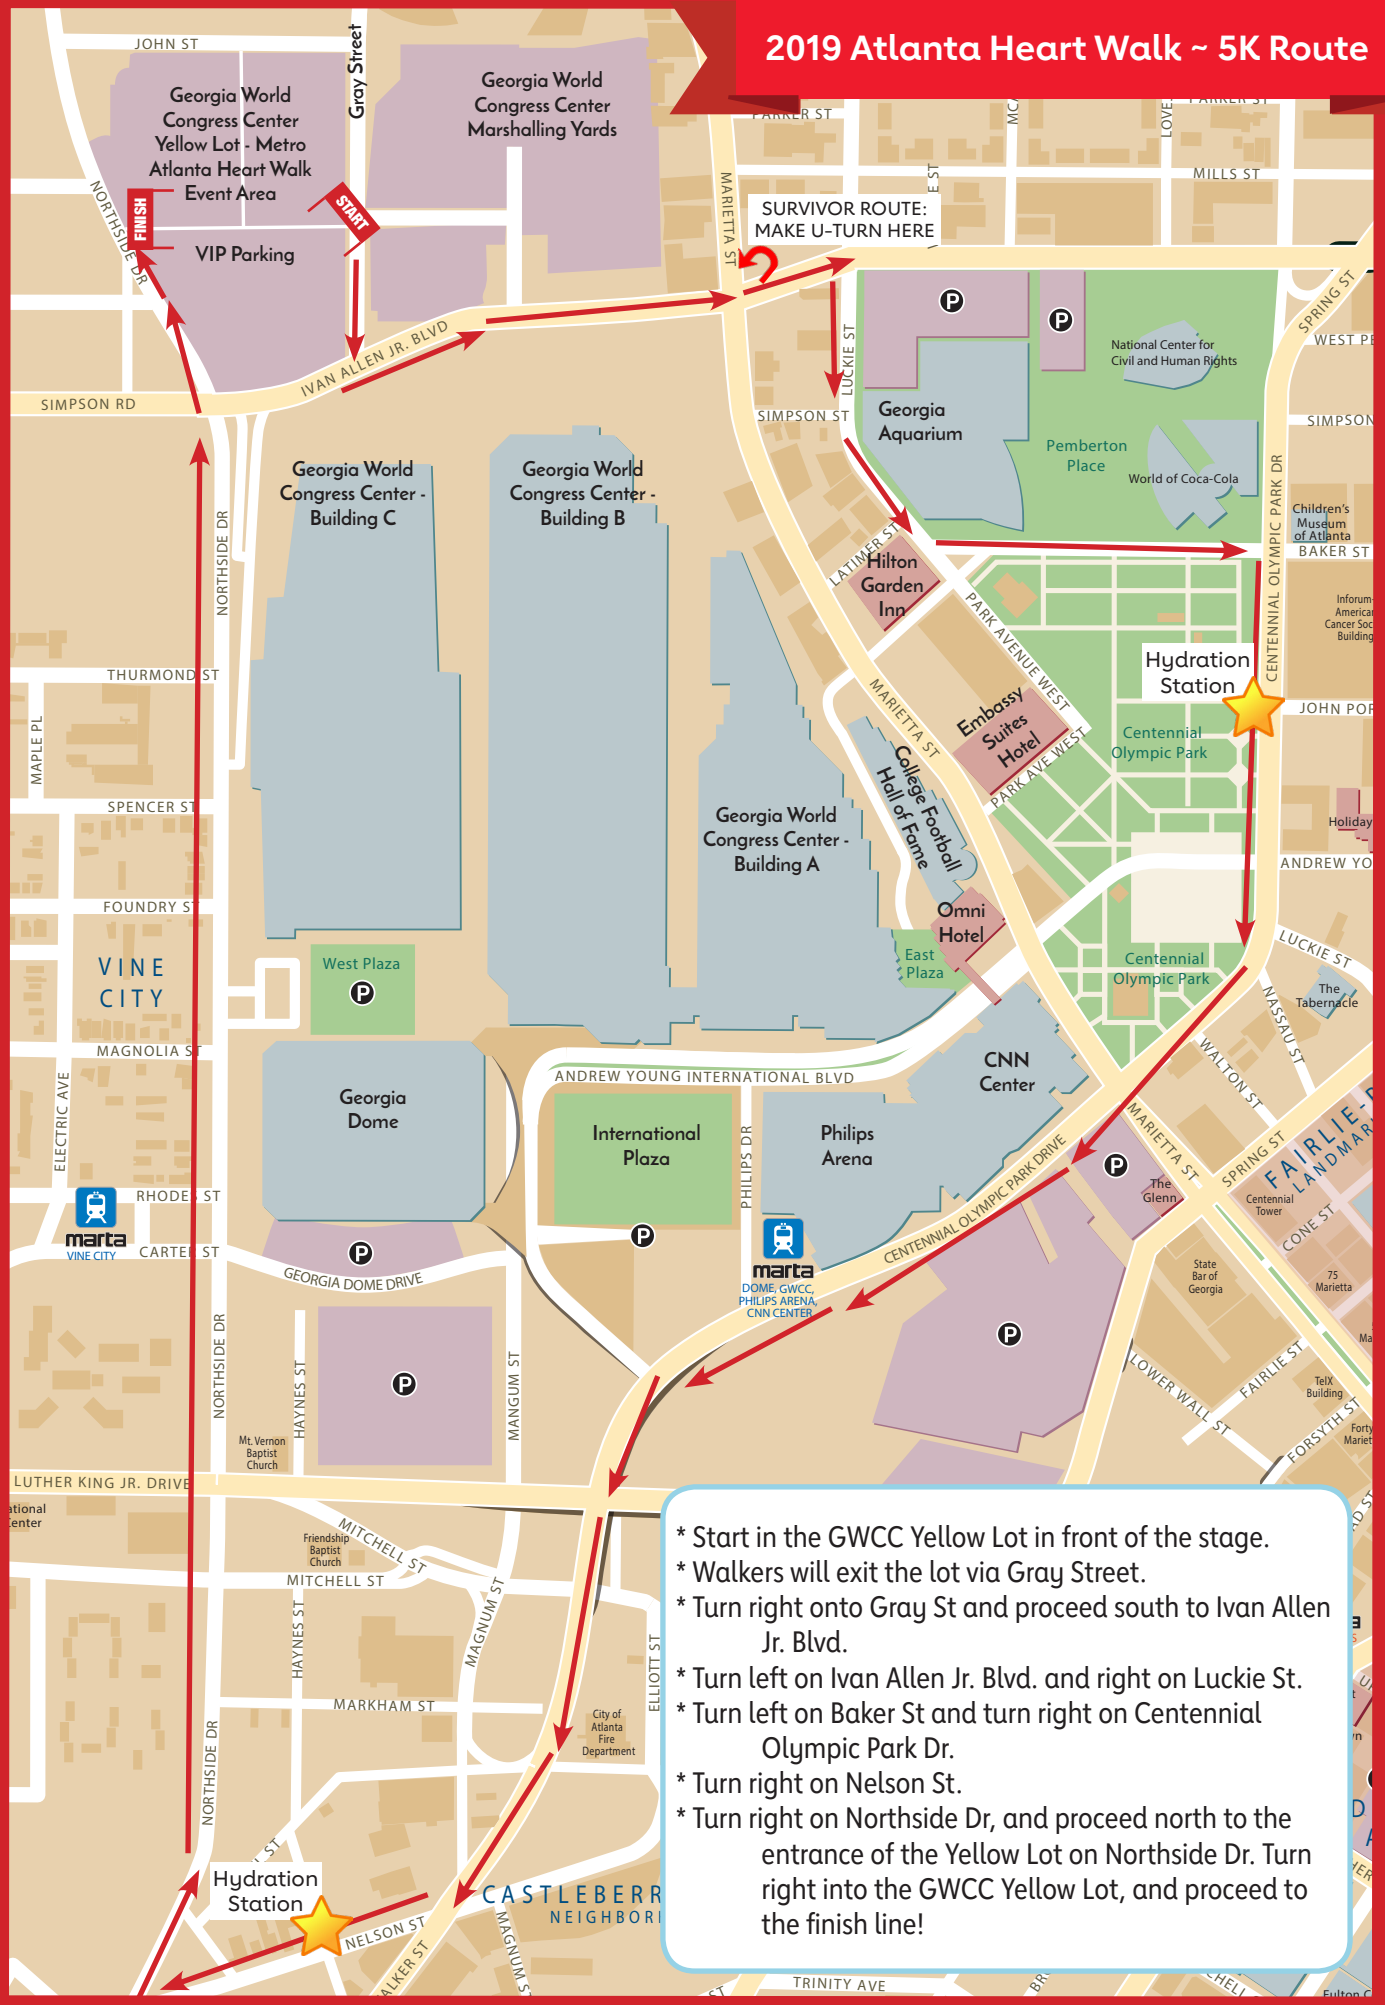 2019 Atlanta Heart Walk ~ 5K Route
JOHN ST
Gray Street
Georgia World
Congress Center
Yellow Lot - Metro
Atlanta Heart Walk
Event Area
VIP Parking
Georgia World
Congress Center
Marshalling Yards
FINISH
START
NORTHSIDE DR
PARKER ST
PARKER ST
MILLS ST
MARIETTA ST
SURVIVOR ROUTE:
MAKE U-TURN HERE
P
P
SPRING ST
National Center for
Civil and Human Rights
LUCKIE ST
IVAN ALLEN JR. BLVD
SIMPSON RD
SIMPSON ST
SIMPSON
Georgia
Aquarium
Pemberton
Place
World of Coca-Cola
CENTENNIAL OLYMPIC PARK DR
Children's
Museum
of Atlanta
BAKER ST
Georgia World
Congress Center -
Building C
Georgia World
Congress Center -
Building B
NORTHSIDE DR
LATIMER ST
Hilton
Garden
Inn
PARK AVENUE WEST
Inforum-
American
Cancer Soc
Building
Hydration
Station
THURMOND ST
MAPLE PL
MARIETTA ST
Embassy
Suites
Hotel
PARK AVE WEST
Centennial
Olympic Park
JOHN POR
SPENCER ST
College Football
Hall of Fame
Georgia World
Congress Center -
Building A
Holiday
ANDREW YO
FOUNDRY ST
Omni
Hotel
VINE
CITY
West Plaza
P
East
Plaza
Centennial
Olympic Park
LUCKIE ST
The
Tabernacle
NASSAU ST
WALTON ST
MAGNOLIA ST
ELECTRIC AVE
Georgia
Dome
ANDREW YOUNG INTERNATIONAL BLVD
CNN
Center
International
Plaza
PHILIPS DR
Philips
Arena
MARIETTA ST
SPRING ST
FAIRLIE-P
LANDMAR
P
The
Glenn
Centennial
Tower
CONE ST
RHODES ST
marta
VINE CITY
CARTER ST
P
GEORGIA DOME DRIVE
P
marta
DOME, GWCC,
PHILIPS ARENA,
CNN CENTER
CENTENNIAL OLYMPIC PARK DRIVE
State
Bar of
Georgia
75
Marietta
P
NORTHSIDE DR
HAYNES ST
P
MANGUM ST
LOWER WALL ST
FAIRLIE ST
TelX
Building
FORSYTH ST
Mt. Vernon
Baptist
Church
LUTHER KING JR. DRIVE
MITCHELL ST
Friendship
Baptist
Church
MITCHELL ST
HAYNES ST
MAGNUM ST
ELLIOTT ST
MARKHAM ST
NORTHSIDE DR
City of
Atlanta
Fire
Department
Hydration
Station
NELSON ST
CASTLEBERR
NEIGHBOR
MAGNUM ST
ALKER ST
TRINITY AVE
* Start in the GWCC Yellow Lot in front of the stage.
* Walkers will exit the lot via Gray Street.
* Turn right onto Gray St and proceed south to Ivan Allen
Jr. Blvd.
* Turn left on Ivan Allen Jr. Blvd. and right on Luckie St.
* Turn left on Baker St and turn right on Centennial
Olympic Park Dr.
* Turn right on Nelson St.
* Turn right on Northside Dr, and proceed north to the
entrance of the Yellow Lot on Northside Dr. Turn
right into the GWCC Yellow Lot, and proceed to
the finish line!